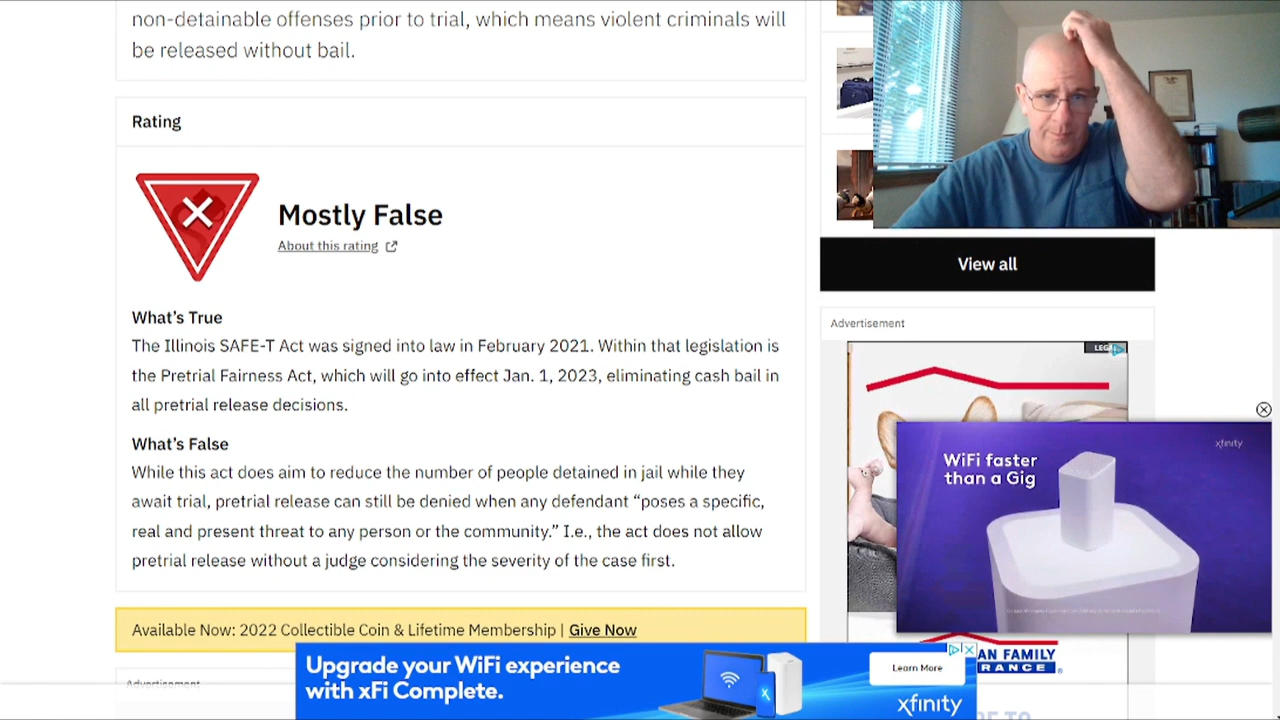 non-detainable offenses prior to trial, which means violent criminals will
be released without bail.
Rating
Mostly False
About this rating
What's True
The Illinois SAFE-T Act was signed into law in February 2021. Within that legislation is
the Pretrial Fairness Act, which will go into effect Jan. 1, 2023, eliminating cash bail in
all pretrial release decisions.
What's False
While this act does aim to reduce the number of people detained in jail while they
await trial, pretrial release can still be denied when any defendant “poses a specific,
real and present threat to any person or the community.” I.e., the act does not allow
pretrial release without a judge considering the severity of the case first.
Available Now: 2022 Collectible Coin & Lifetime Membership | Give Now
Advertisement
View all
Advertisement
xfinity
WiFi faster
than a Gig
AN FAMILY
RANCE
Upgrade your WiFi experience
with xFi Complete.
Learn More
xfinity